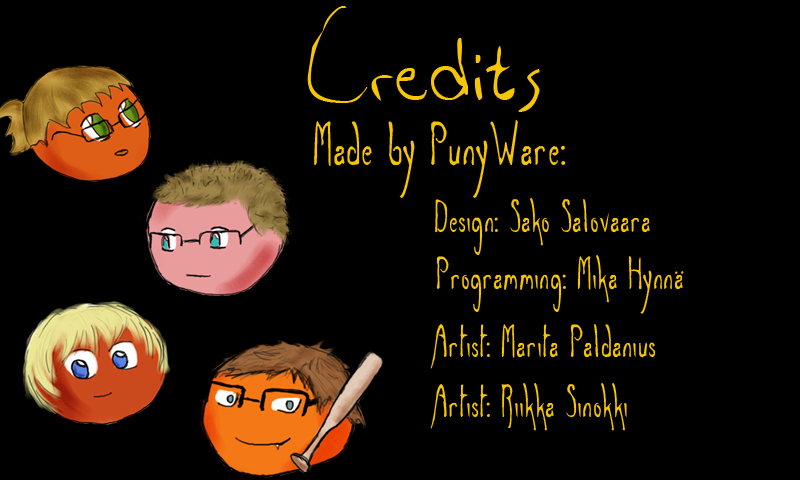 Credits
Made by PunyWare:
Design: Sako Salovaara
Programming: Mika Hynnä
Artist: Marita Paldanius
Artist: Riikka Sinokki